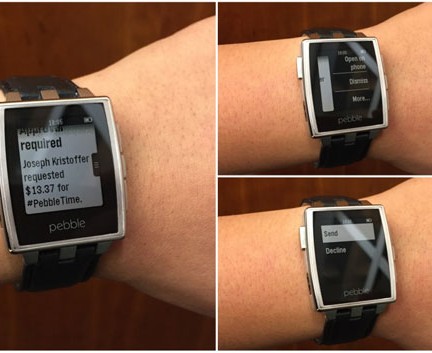 Approval
required
Joseph Kristoffer
requested
$13.37 for
#PebbleTime.
pebble
Open on
phone
Dismiss
More...
pebble
Send
Decline
pebble